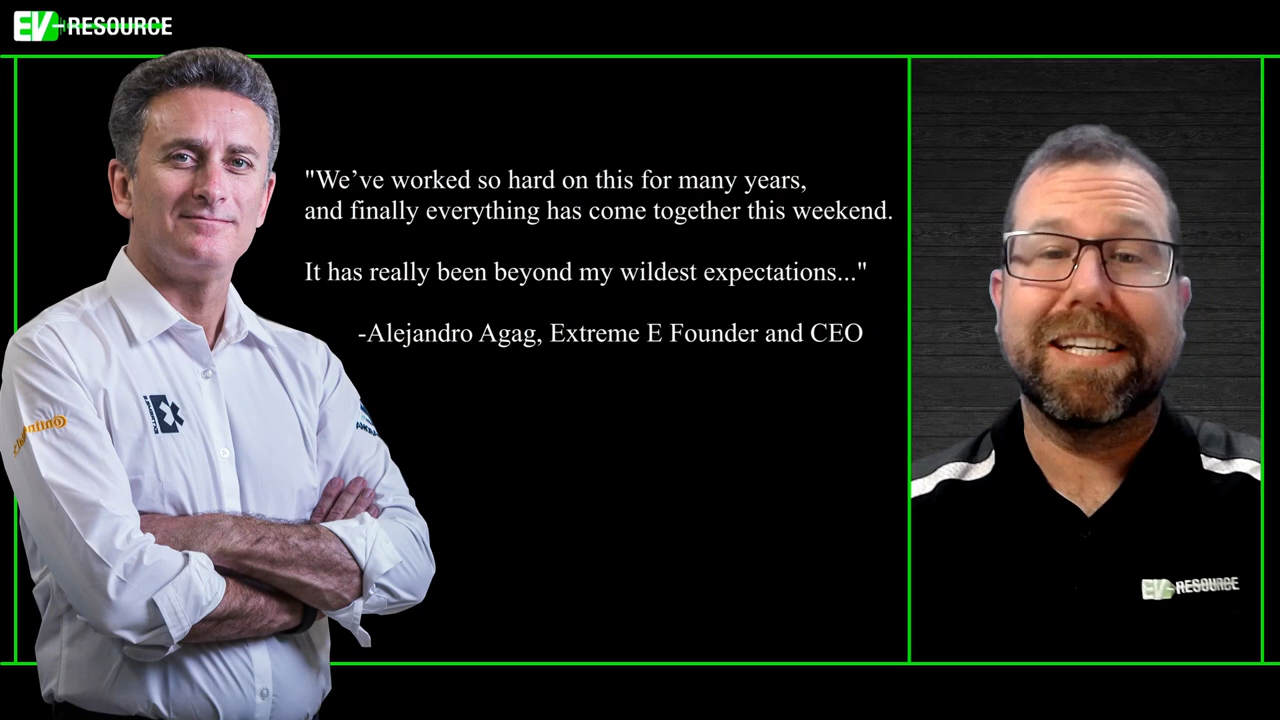 EV-RESOURCE
"We’ve worked so hard on this for many years,
and finally everything has come together this weekend.
It has really been beyond my wildest expectations..."
-Alejandro Agag, Extreme E Founder and CEO
EV-RESOURCE